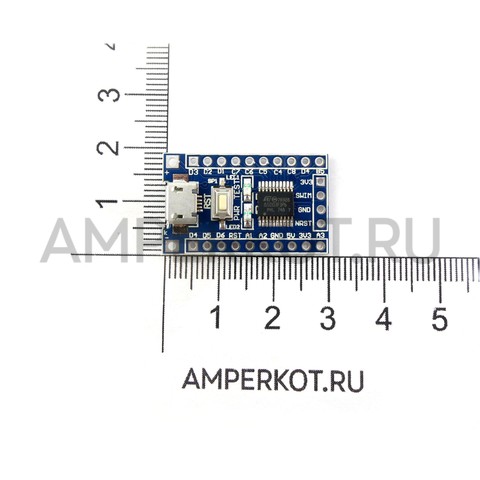 3
2
1
D3 D2 D1 C7 C6 C5 C4 C3 B4 B5
TEST
PWR
RST
3V3
SWIM
GND
NRST
AMPERKOT.RU
D4 D5 D6 RST A1 A2 GND 5V 3V3 A3
1 2 3 4 5
AMPERKOT.RU